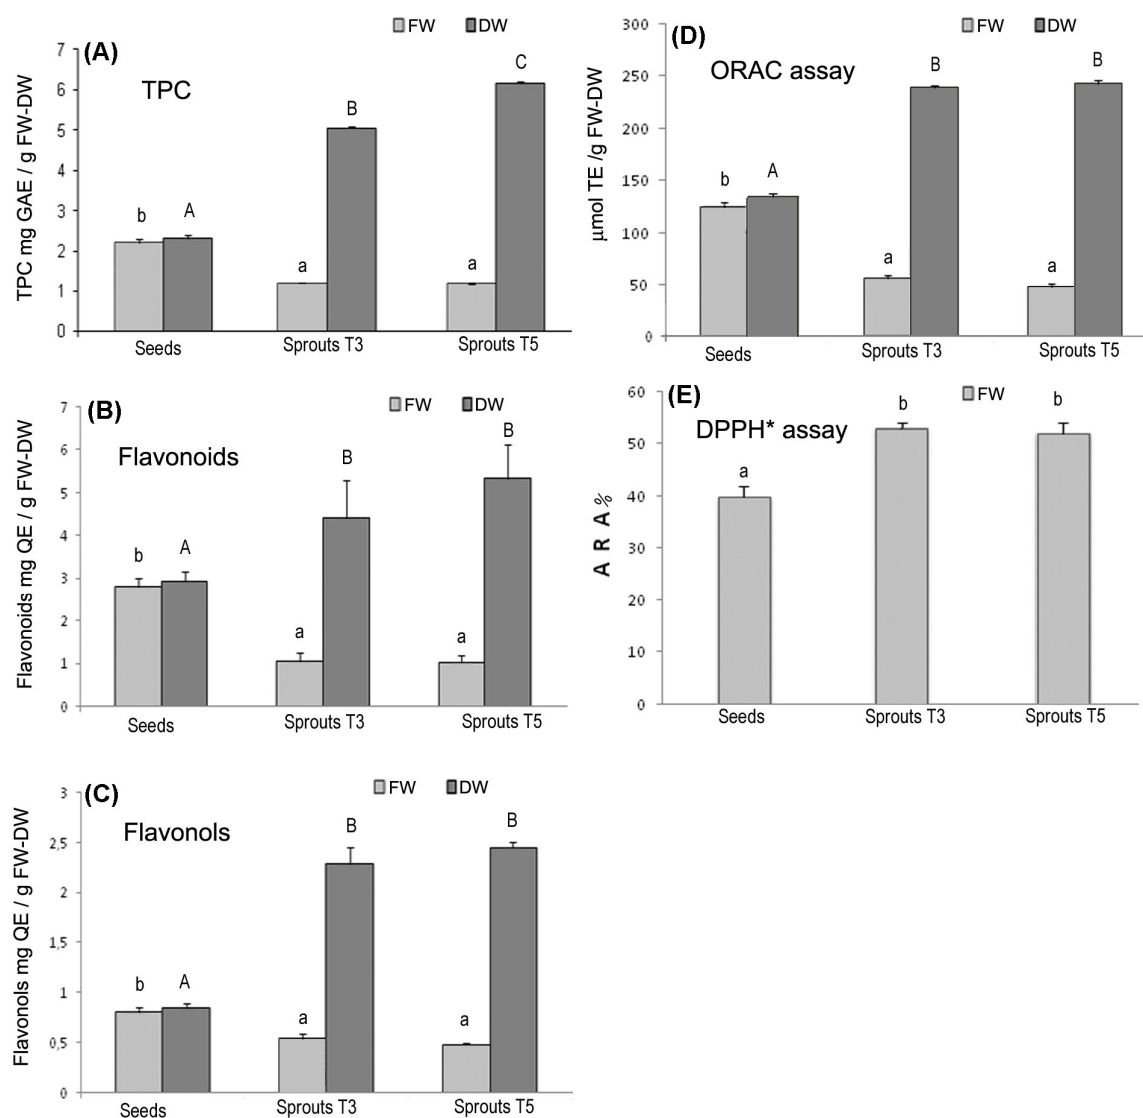 (A)
FW DW
TPC
TPC mg GAE / g FW-DW
7
6
5
4
3
2
1
0
b A
a B
a C
Seeds Sprouts T3 Sprouts T5
(B)
FW DW
Flavonoids
Flavonoids mg QE / g FW-DW
7
6
5
4
3
2
1
0
b A
a B
a B
Seeds Sprouts T3 Sprouts T5
(C)
FW DW
Flavonols
Flavonols mg QE / g FW-DW
3
2,5
2
1,5
1
0,5
0
b A
a B
a B
Seeds Sprouts T3 Sprouts T5
(D)
FW DW
ORAC assay
µmol TE /g FW-DW
300
250
200
150
100
50
0
b A
a B
a B
Seeds Sprouts T3 Sprouts T5
(E)
FW
DPPH* assay
A R A %
60
50
40
30
20
10
0
a
b
b
Seeds Sprouts T3 Sprouts T5